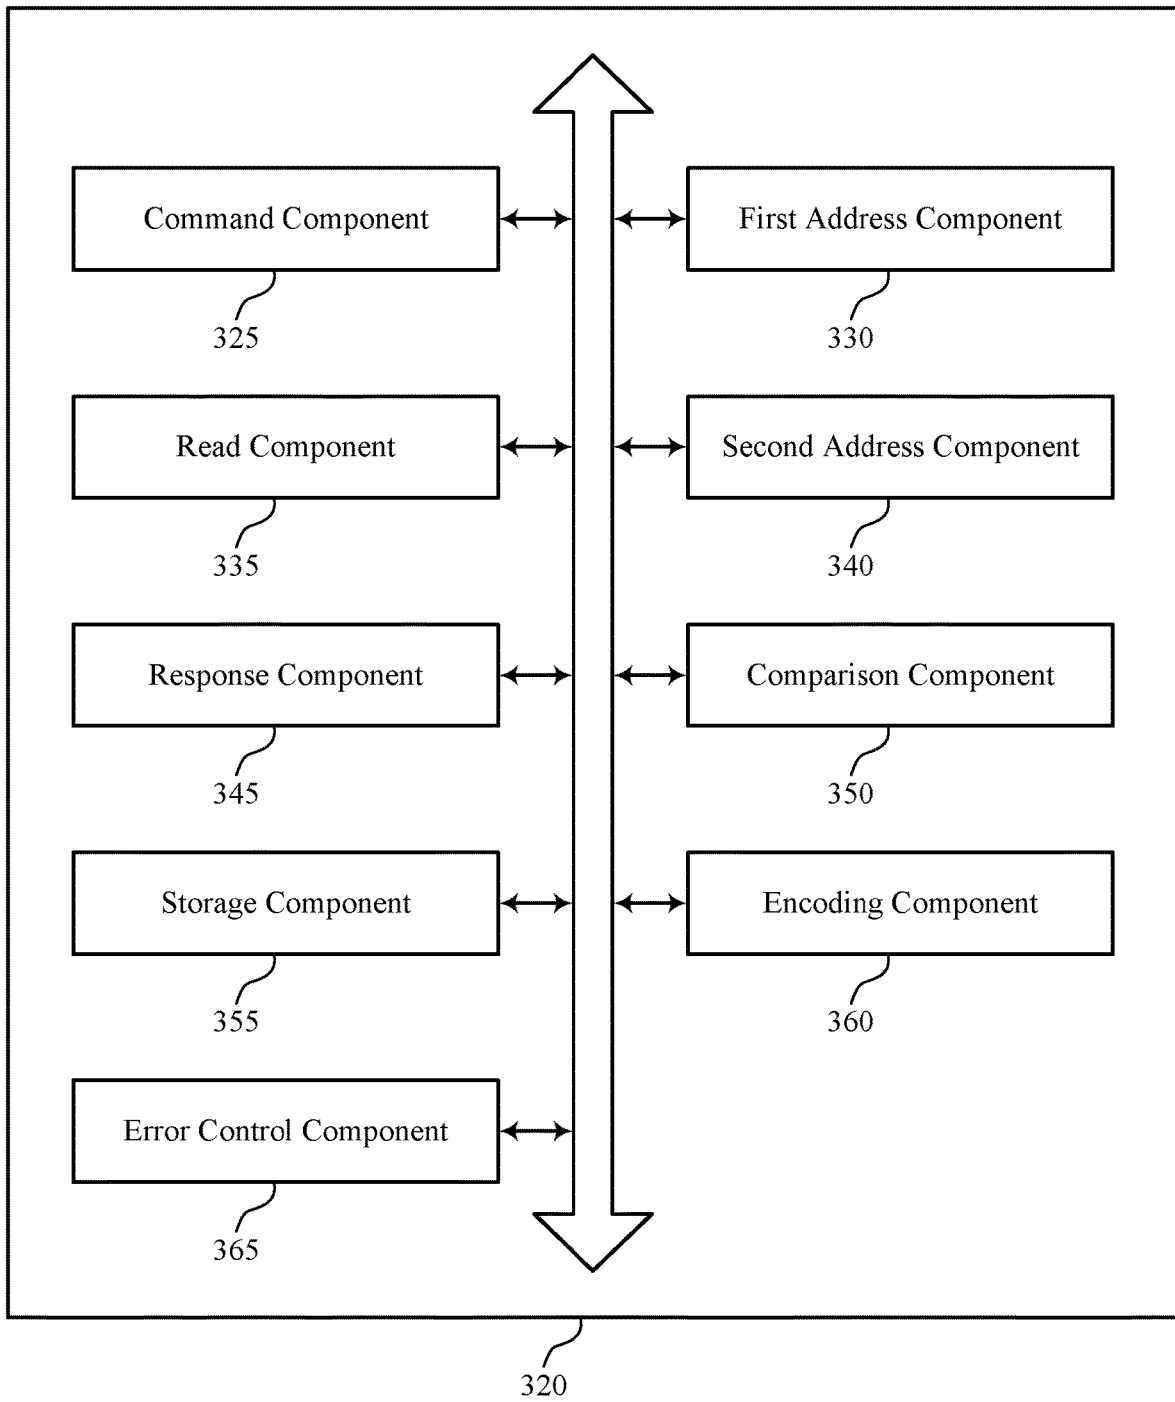 Command Component
First Address Component
325
330
Read Component
Second Address Component
335
340
Response Component
Comparison Component
345
350
Storage Component
Encoding Component
355
360
Error Control Component
365
320